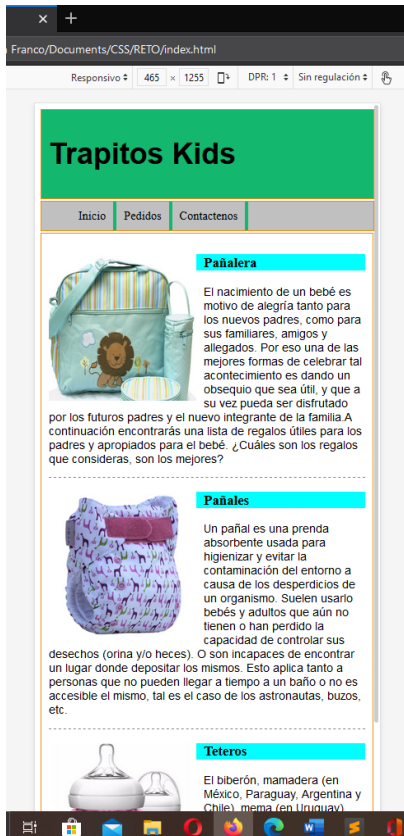 Franco/Documents/CSS/RETO/index.html
Responsivo 465 × 1255 DPR: 1 Sin regulación
Trapitos Kids
Inicio Pedidos Contactenos
Pañalera
El nacimiento de un bebé es
motivo de alegría tanto para
los nuevos padres, como para
sus familiares, amigos y
allegados. Por eso una de las
mejores formas de celebrar tal
acontecimiento es dando un
obsequio que sea útil, y que a
su vez pueda ser disfrutado
por los futuros padres y el nuevo integrante de la familia.A
continuación encontrarás una lista de regalos útiles para los
padres y apropiados para el bebé. ¿Cuáles son los regalos
que consideras, son los mejores?
Pañales
Un pañal es una prenda
absorbente usada para
higienizar y evitar la
contaminación del entorno a
causa de los desperdicios de
un organismo. Suelen usarlo
bebés y adultos que aún no
tienen o han perdido la
capacidad de controlar sus
desechos (orina y/o heces). O son incapaces de encontrar
un lugar donde depositar los mismos. Esto aplica tanto a
personas que no pueden llegar a tiempo a un baño o no es
accesible el mismo, tal es el caso de los astronautas, buzos,
etc.
Teteros
El biberón, mamadera (en
México, Paraguay, Argentina y
Chile), mema (en Uruguay)